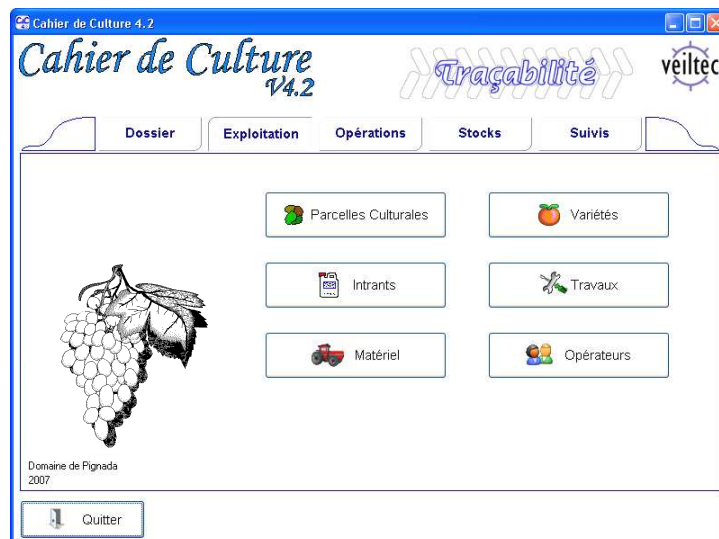 Cahier de Culture 4.2
Cahier de Culture
V4.2
Traçabilité
veiltec
Dossier Exploitation Opérations Stocks Suivis
Parcelles Culturales Variétés
Intrants Travaux
Matériel Opérateurs
Domaine de Pignada
2007
Quitter